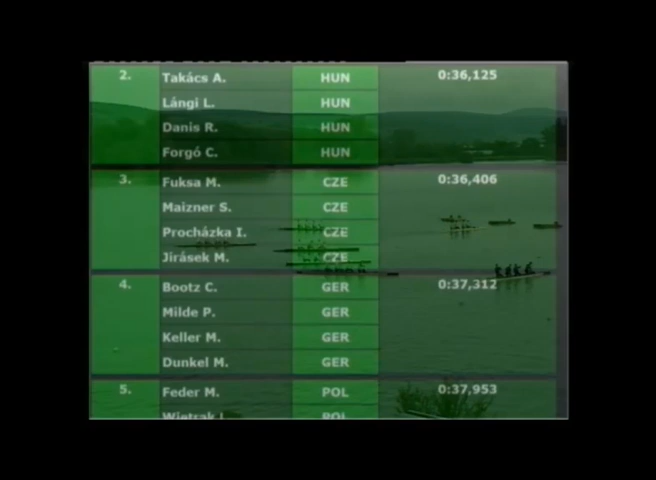 2. Takács A. HUN 0:36,125
Lángi L. HUN
Danis R. HUN
Forgó C. HUN
3. Fuksa M. CZE 0:36,406
Maizner S. CZE
Procházka I. CZE
Jirásek M. CZE
4. Bootz C. GER 0:37,312
Milde P. GER
Keller M. GER
Dunkel M. GER
5. Feder M. POL 0:37,953
POL